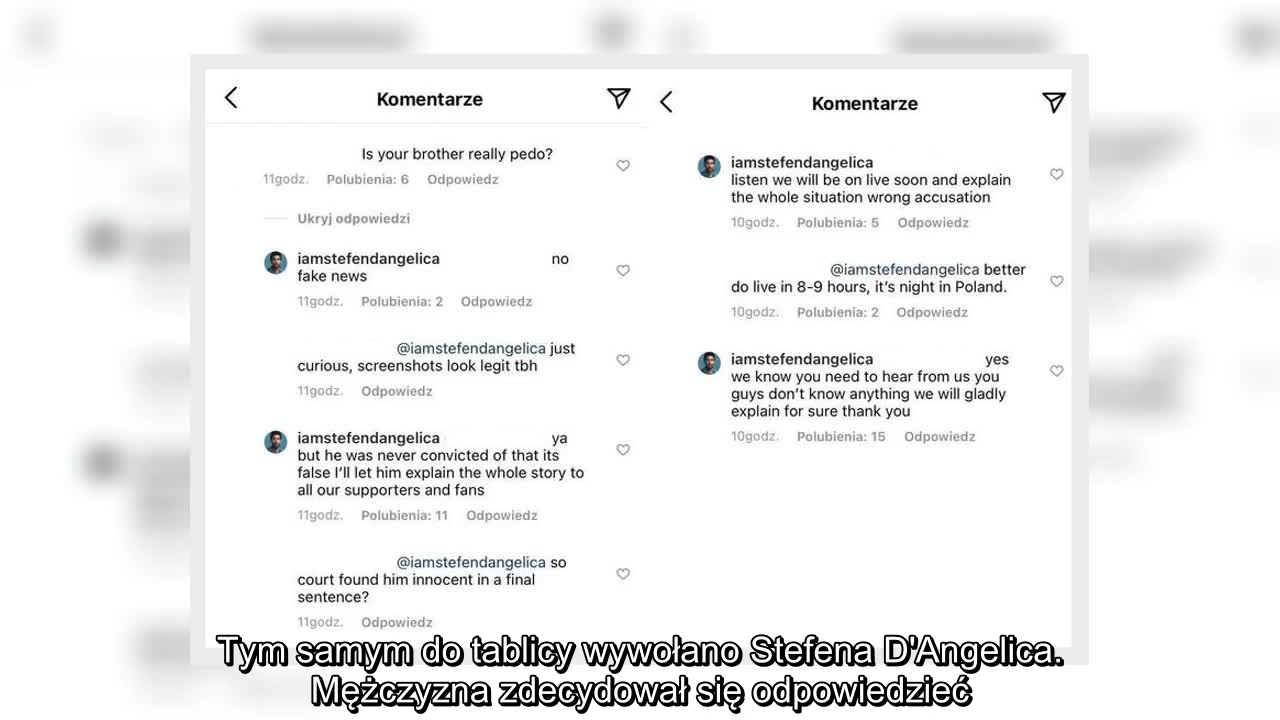 Komentarze
Is your brother really pedo?
11godz. Polubienia: 6 Odpowiedz
Ukryj odpowiedzi
iamstefendangelica no
fake news
11godz. Polubienia: 2 Odpowiedz
@iamstefendangelica just
curious, screenshots look legit tbh
11godz. Odpowiedz
iamstefendangelica ya
but he was never convicted of that its
false I’ll let him explain the whole story to
all our supporters and fans
11godz. Polubienia: 11 Odpowiedz
@iamstefendangelica so
court found him innocent in a final
sentence?
11godz. Odpowiedz
Komentarze
iamstefendangelica
listen we will be on live soon and explain
the whole situation wrong accusation
10godz. Polubienia: 5 Odpowiedz
@iamstefendangelica better
do live in 8-9 hours, it’s night in Poland.
10godz. Polubienia: 2 Odpowiedz
iamstefendangelica yes
we know you need to hear from us you
guys don’t know anything we will gladly
explain for sure thank you
10godz. Polubienia: 15 Odpowiedz
Tym samym do tablicy wywołano Stefena D'Angelica.
Mężczyzna zdecydował się odpowiedzieć